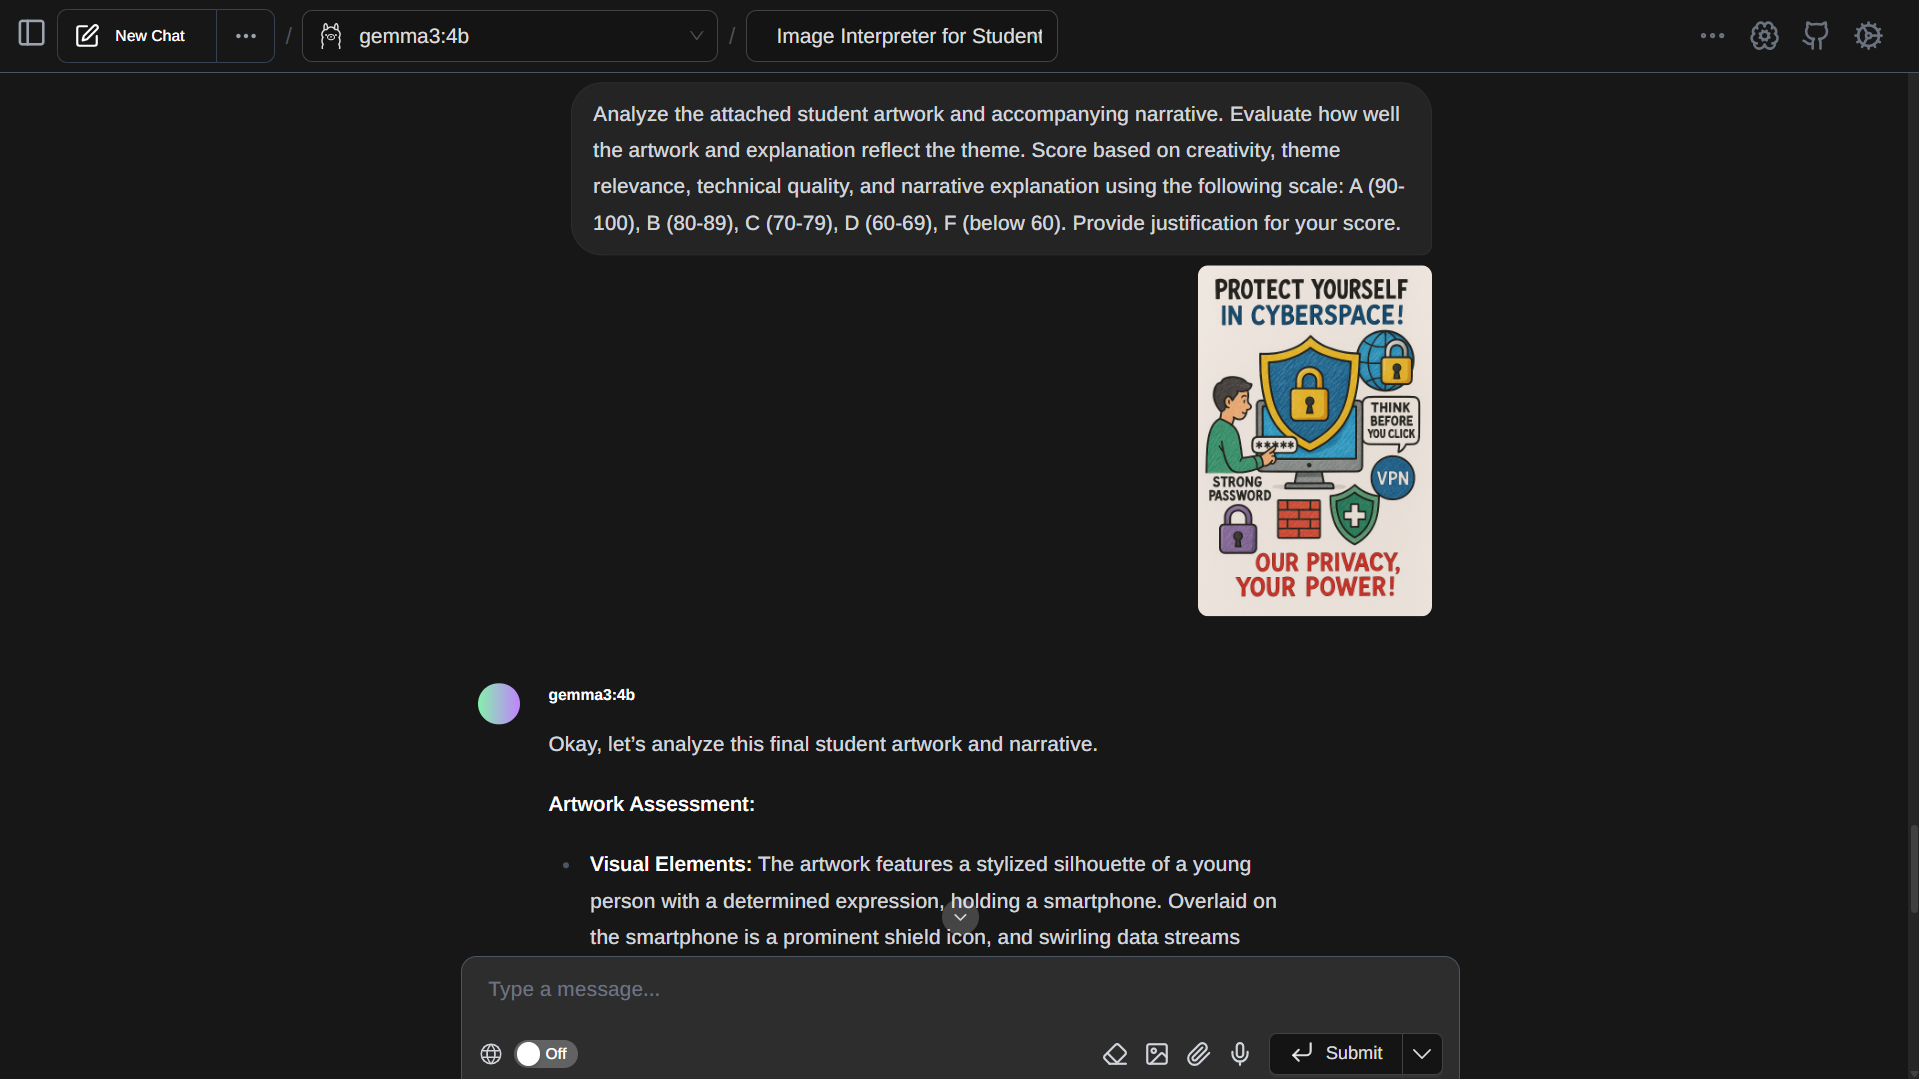 New Chat
/
gemma3:4b
/
Image Interpreter for Student
Analyze the attached student artwork and accompanying narrative. Evaluate how well
the artwork and explanation reflect the theme. Score based on creativity, theme
relevance, technical quality, and narrative explanation using the following scale: A (90-
100), B (80-89), C (70-79), D (60-69), F (below 60). Provide justification for your score.
PROTECT YOURSELF
IN CYBERSPACE!
THINK
BEFORE
YOU CLICK
*****
STRONG
PASSWORD
VPN
OUR PRIVACY,
YOUR POWER!
gemma3:4b
Okay, let’s analyze this final student artwork and narrative.
Artwork Assessment:
• Visual Elements: The artwork features a stylized silhouette of a young
person with a determined expression, holding a smartphone. Overlaid on
the smartphone is a prominent shield icon, and swirling data streams
Type a message...
Off
Submit